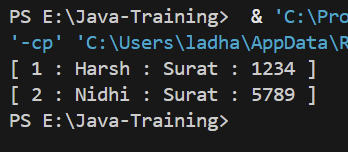 PS E:\Java-Training>  & 'C:\Pro
'-cp' 'C:\Users\ladha\AppData\R
[ 1 : Harsh : Surat : 1234 ]
[ 2 : Nidhi : Surat : 5789 ]
PS E:\Java-Training>